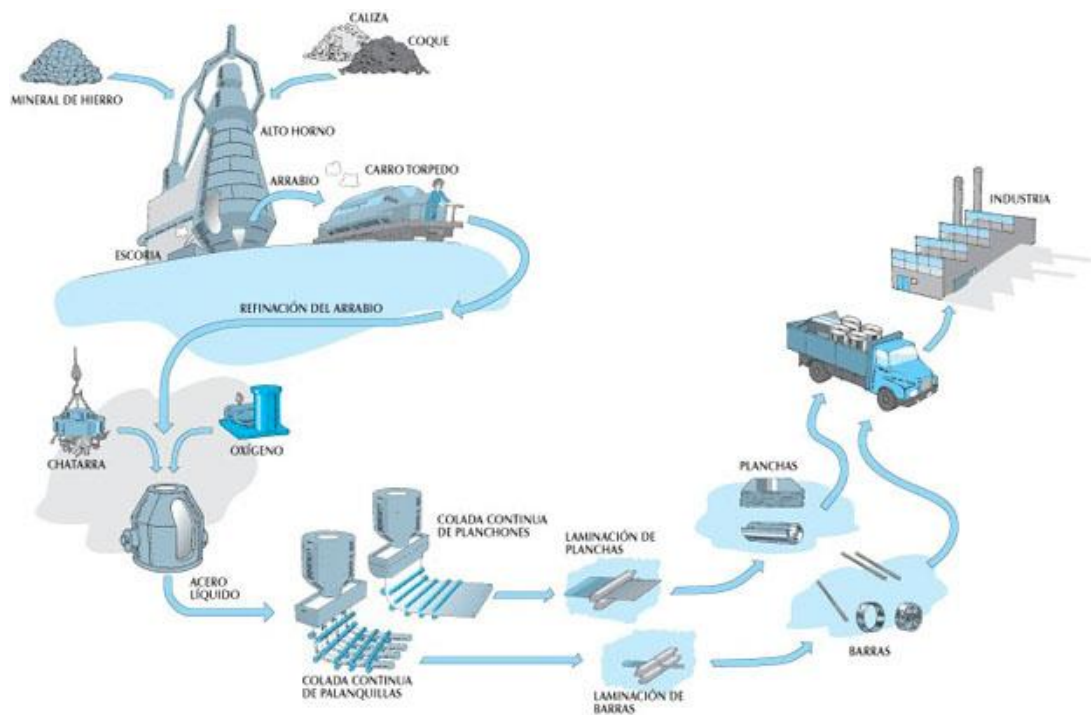 CALIZA
COQUE
MINERAL DE HIERRO
ALTO HORNO
ARRABIO
CARRO TORPEDO
ESCORIA
INDUSTRIA
REFINACIÓN DEL ARRABIO
CHATARRA
OXÍGENO
PLANCHAS
COLADA CONTINUA
DE PLANCHONES
LAMINACIÓN DE
PLANCHAS
ACERO
LÍQUIDO
BARRAS
COLADA CONTINUA
DE PALANQUILLAS
LAMINACIÓN DE
BARRAS